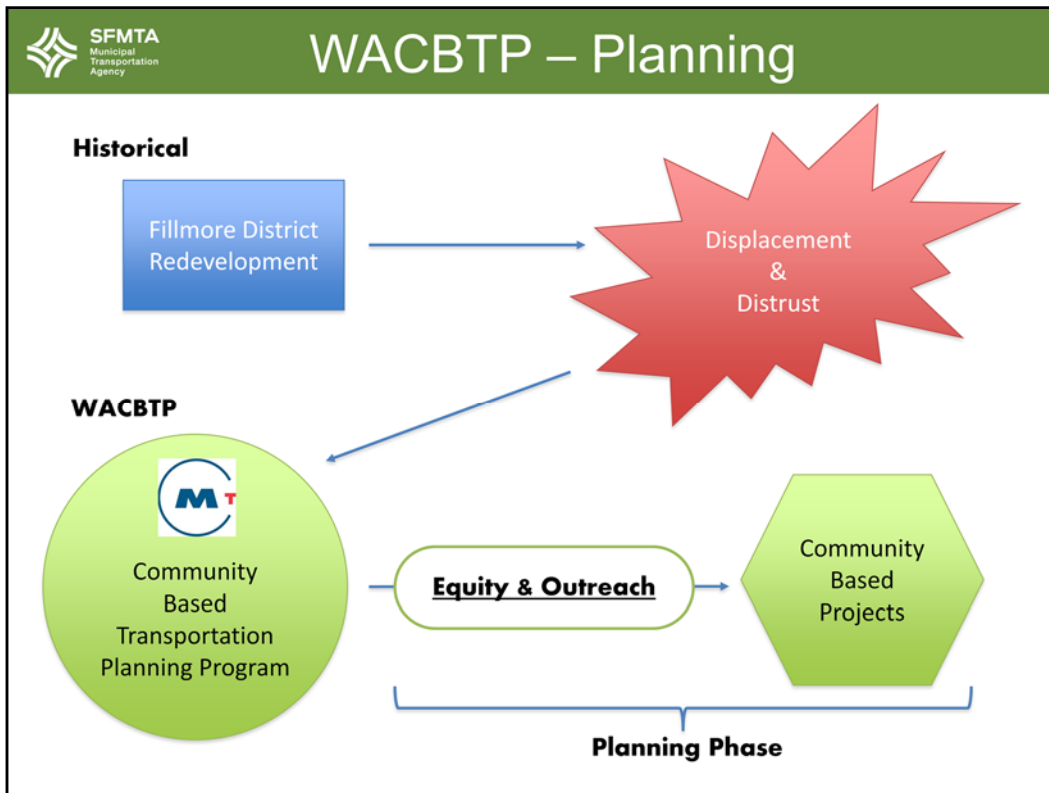 SFMTA
Municipal
Transportation
Agency
WACBTP – Planning
Historical
Fillmore District
Redevelopment
Displacement
&
Distrust
WACBTP
M T
Community
Based
Transportation
Planning Program
Equity & Outreach
Community
Based
Projects
Planning Phase